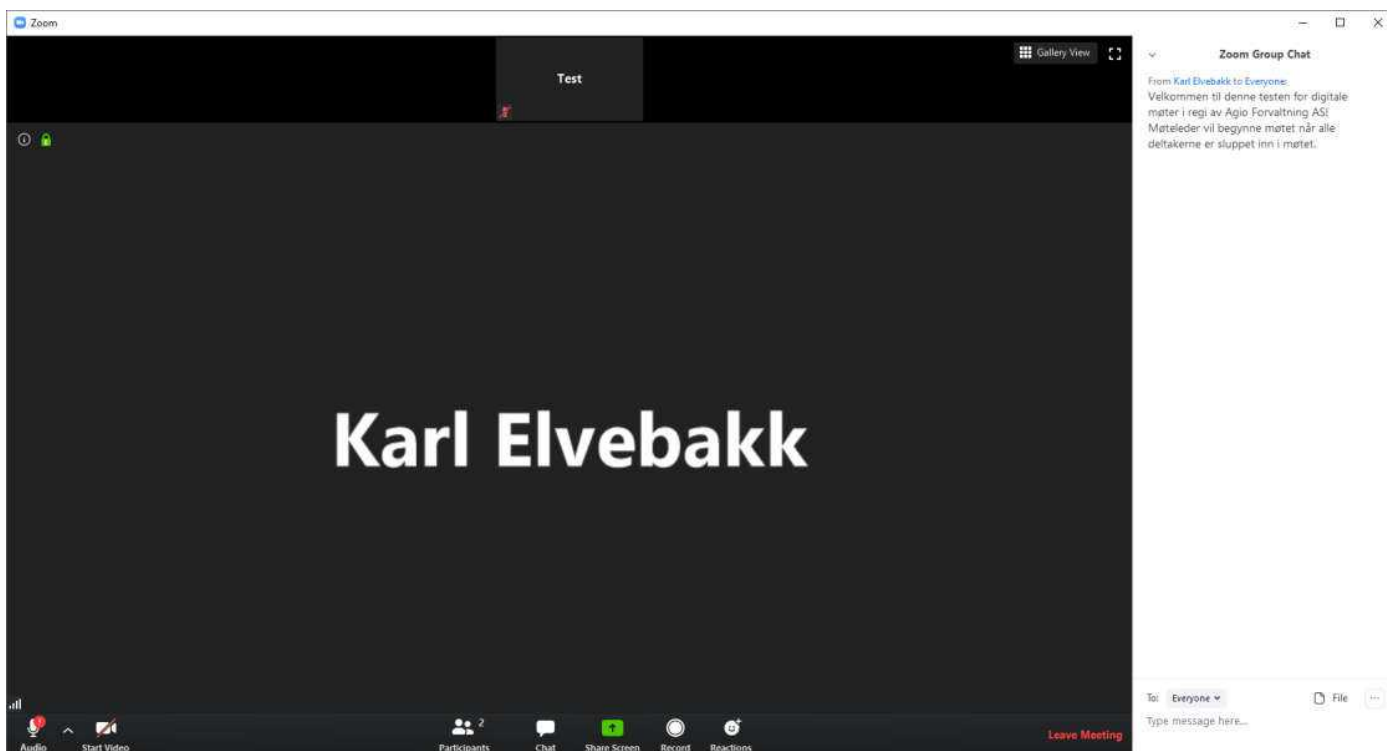 Zoom
Gallery View
Test
Zoom Group Chat
From Karl Elvebakk to Everyone:
Velkommen til denne testen for digitale
møter i regi av Agio Forvaltning AS!
Møteleder vil begynne møtet når alle
deltakerne er sluppet inn i møtet.
Karl Elvebakk
To: Everyone
File
Type message here...
Audio
Start Video
Participants 2
Chat
Share Screen
Record
Reactions
Leave Meeting